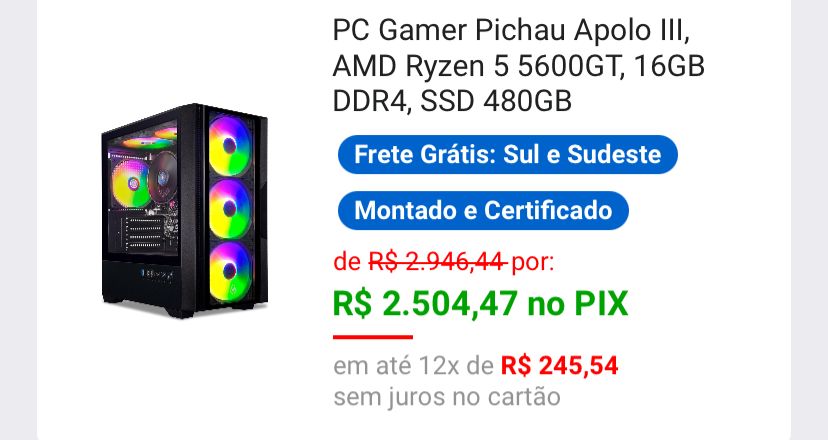 PC Gamer Pichau Apolo III,
AMD Ryzen 5 5600GT, 16GB
DDR4, SSD 480GB
Frete Grátis: Sul e Sudeste
Montado e Certificado
de R$ 2.946,44 por:
R$ 2.504,47 no PIX
em até 12x de R$ 245,54
sem juros no cartão